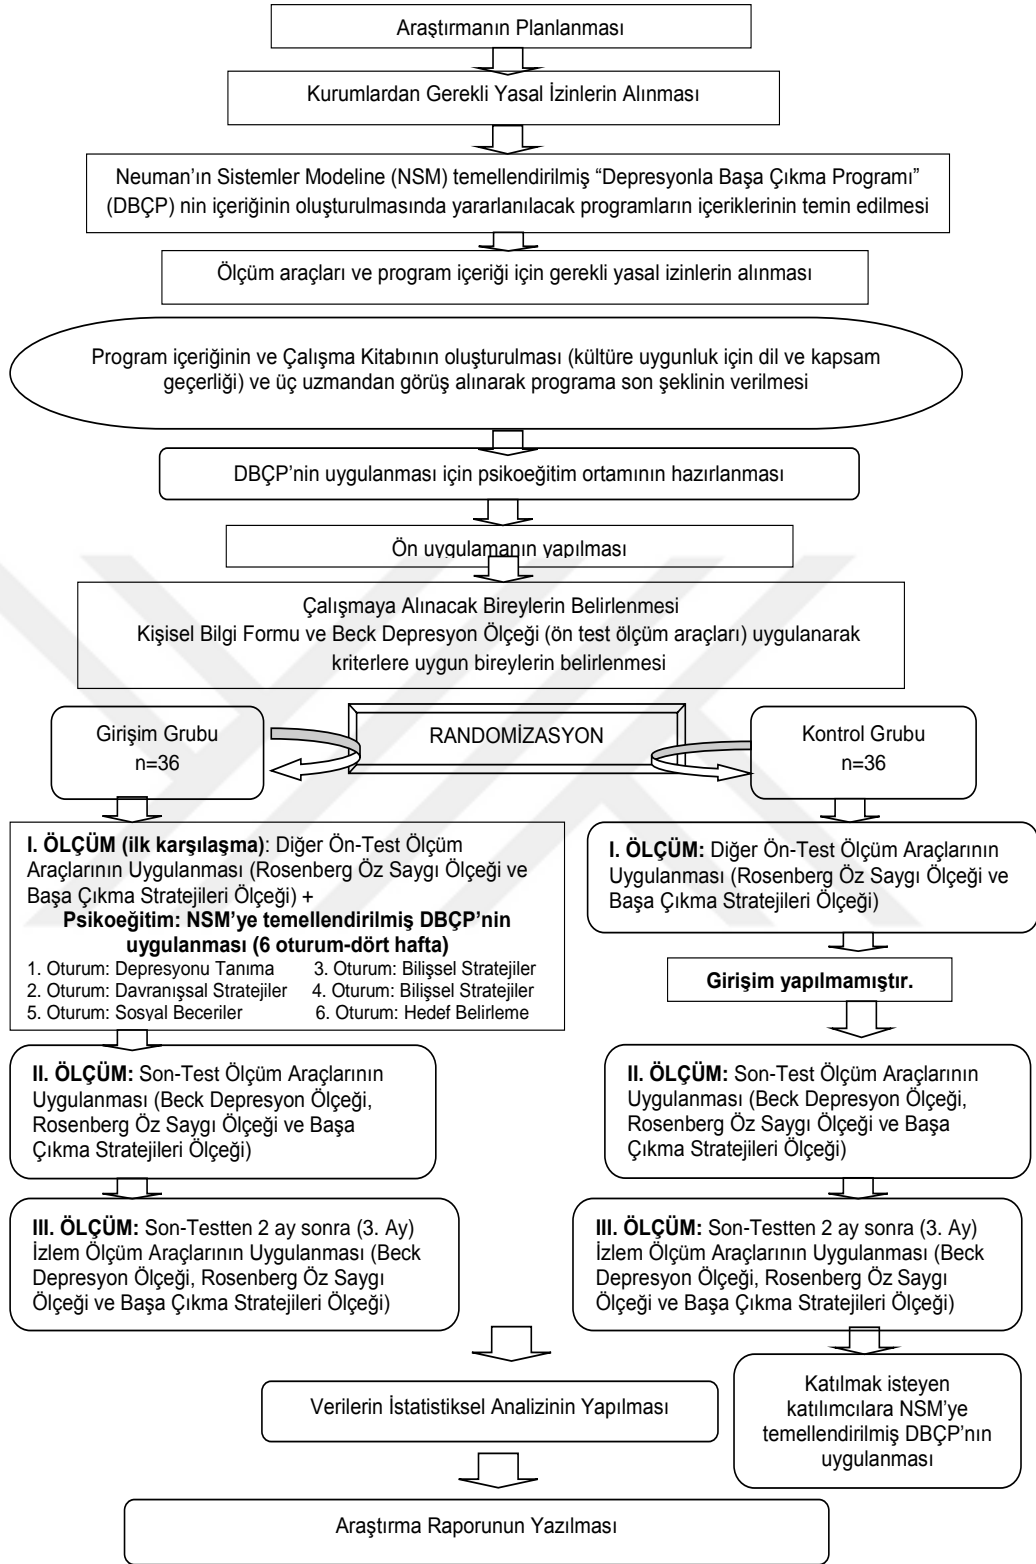 Araştırmanın Planlanması
Kurumlardan Gerekli Yasal İzinlerin Alınması
Neuman’ın Sistemler Modeline (NSM) temellendirilmiş “Depresyonla Başa Çıkma Programı”
(DBÇP) nin içeriğinin oluşturulmasında yararlanılacak programların içeriklerinin temin edilmesi
Ölçüm araçları ve program içeriği için gerekli yasal izinlerin alınması
Program içeriğinin ve Çalışma Kitabının oluşturulması (kültüre uygunluk için dil ve kapsam
geçerliği) ve üç uzmandan görüş alınarak programa son şeklinin verilmesi
DBÇP’nin uygulanması için psikoeğitim ortamının hazırlanması
Ön uygulamanın yapılması
Çalışmaya Alınacak Bireylerin Belirlenmesi
Kişisel Bilgi Formu ve Beck Depresyon Ölçeği (ön test ölçüm araçları) uygulanarak
kriterlere uygun bireylerin belirlenmesi
Girişim Grubu
n=36
RANDOMİZASYON
Kontrol Grubu
n=36
I. ÖLÇÜM (ilk karşılaşma): Diğer Ön-Test Ölçüm
Araçlarının Uygulanması (Rosenberg Öz Saygı Ölçeği ve
Başa Çıkma Stratejileri Ölçeği) +
Psikoeğitim: NSM’ye temellendirilmiş DBÇP’nin
uygulanması (6 oturum-dört hafta)
1. Oturum: Depresyonu Tanıma 3. Oturum: Bilişsel Stratejiler
2. Oturum: Davranışsal Stratejiler 4. Oturum: Bilişsel Stratejiler
5. Oturum: Sosyal Beceriler 6. Oturum: Hedef Belirleme
I. ÖLÇÜM: Diğer Ön-Test Ölçüm Araçlarının
Uygulanması (Rosenberg Öz Saygı Ölçeği ve
Başa Çıkma Stratejileri Ölçeği)
Girişim yapılmamıştır.
II. ÖLÇÜM: Son-Test Ölçüm Araçlarının
Uygulanması (Beck Depresyon Ölçeği,
Rosenberg Öz Saygı Ölçeği ve Başa
Çıkma Stratejileri Ölçeği)
II. ÖLÇÜM: Son-Test Ölçüm Araçlarının
Uygulanması (Beck Depresyon Ölçeği,
Rosenberg Öz Saygı Ölçeği ve Başa
Çıkma Stratejileri Ölçeği)
III. ÖLÇÜM: Son-Testten 2 ay sonra (3. Ay)
İzlem Ölçüm Araçlarının Uygulanması (Beck
Depresyon Ölçeği, Rosenberg Öz Saygı
Ölçeği ve Başa Çıkma Stratejileri Ölçeği)
III. ÖLÇÜM: Son-Testten 2 ay sonra (3. Ay)
İzlem Ölçüm Araçlarının Uygulanması (Beck
Depresyon Ölçeği, Rosenberg Öz Saygı
Ölçeği ve Başa Çıkma Stratejileri Ölçeği)
Verilerin İstatistiksel Analizinin Yapılması
Katılmak isteyen
katılımcılara NSM’ye
temellendirilmiş DBÇP’nın
uygulanması
Araştırma Raporunun Yazılması